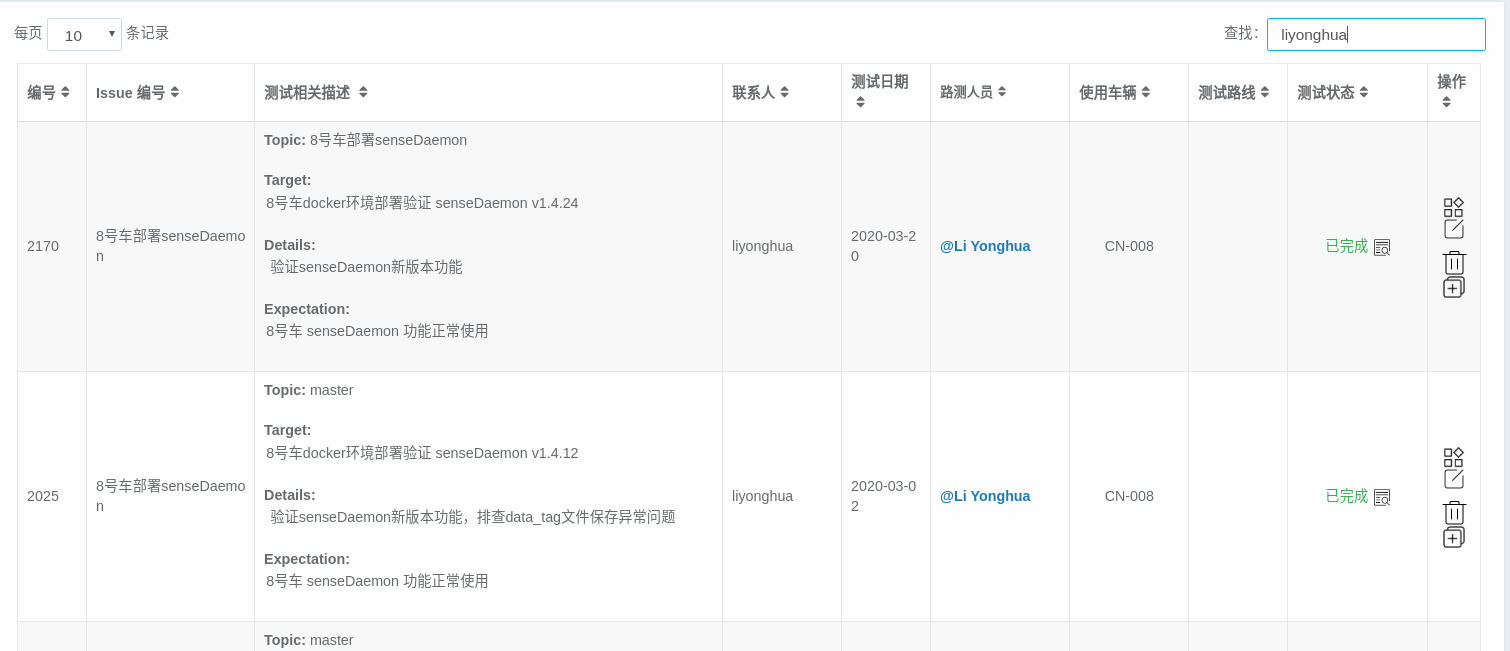 每页 10 条记录 查找： liyonghua
编号 Issue 编号 测试相关描述 联系人 测试日期 路测人员 使用车辆 测试路线 测试状态 操作
Topic: 8号车部署senseDaemon
Target:
8号车docker环境部署验证 senseDaemon v1.4.24
Details:
验证senseDaemon新版本功能
Expectation:
8号车 senseDaemon 功能正常使用
2170
8号车部署senseDaemo
n
liyonghua
2020-03-2
0
@Li Yonghua
CN-008
已完成
Topic: master
Target:
8号车docker环境部署验证 senseDaemon v1.4.12
Details:
验证senseDaemon新版本功能，排查data_tag文件保存异常问题
Expectation:
8号车 senseDaemon 功能正常使用
2025
8号车部署senseDaemo
n
liyonghua
2020-03-0
2
@Li Yonghua
CN-008
已完成
Topic: master